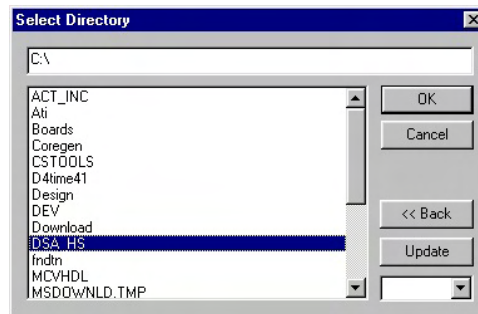 Select Directory
C:\
ACT_INC
Ati
Boards
Coregen
CSTOOLS
D4time41
Design
DEV
Download
DSA_HS
fndtn
MCVHDL
MSDOWNLD.TMP
OK
Cancel
<< Back
Update